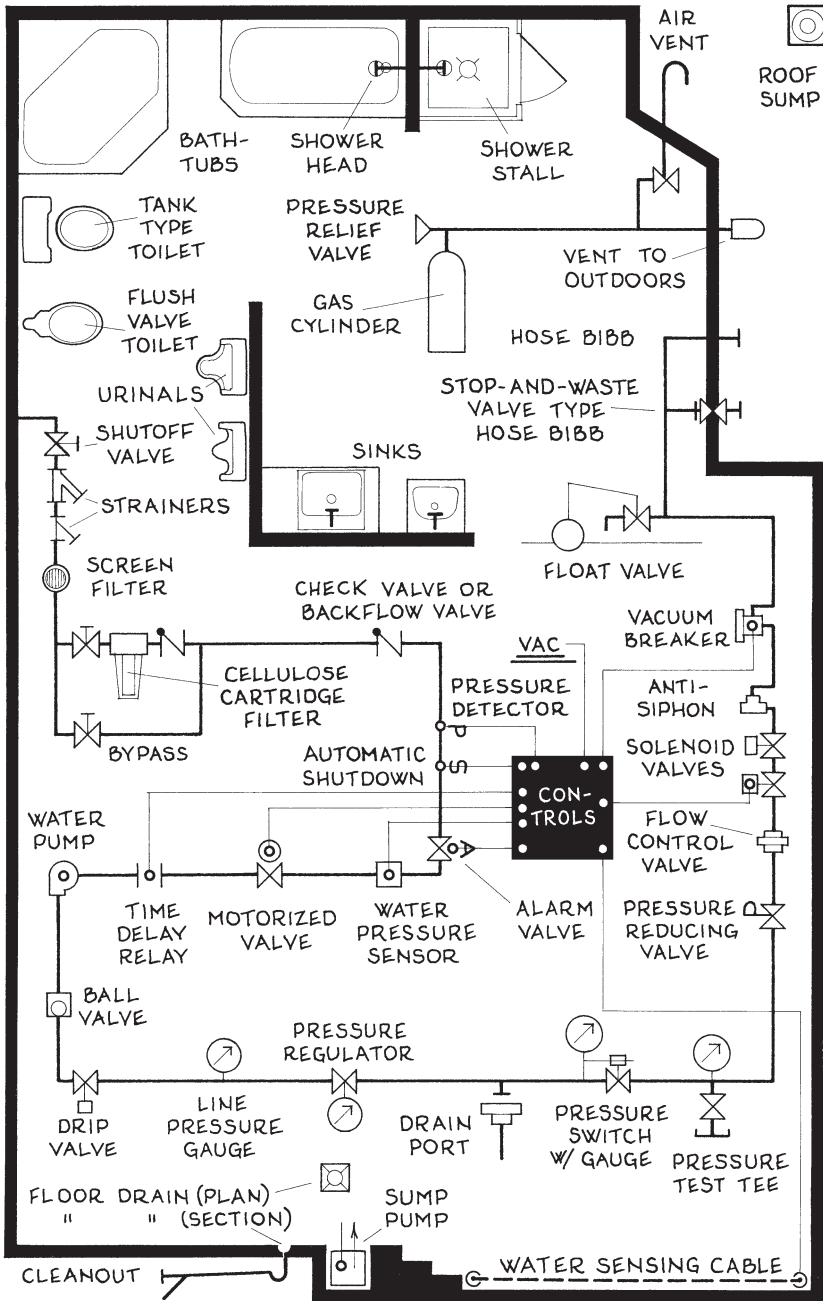 AIR
VENT
ROOF
SUMP
BATH-
TUBS
SHOWER
HEAD
SHOWER
STALL
TANK
TYPE
TOILET
PRESSURE
RELIEF
VALVE
VENT TO
OUTDOORS
FLUSH
VALVE
TOILET
GAS
CYLINDER
HOSE BIBB
URINALS
STOP-AND-WASTE
VALVE TYPE
HOSE BIBB
SHUTOFF
VALVE
SINKS
STRAINERS
SCREEN
FILTER
FLOAT VALVE
CHECK VALVE OR
BACKFLOW VALVE
VACUUM
BREAKER
VAC
CELLULOSE
CARTRIDGE
FILTER
PRESSURE
DETECTOR
P
ANTI-
SIPHON
BYPASS
AUTOMATIC
SHUTDOWN
S
SOLENOID
VALVES
CON-
TROLS
WATER
PUMP
FLOW
CONTROL
VALVE
TIME
DELAY
RELAY
MOTORIZED
VALVE
WATER
PRESSURE
SENSOR
ALARM
VALVE
PRESSURE
REDUCING
VALVE
P
BALL
VALVE
PRESSURE
REGULATOR
DRIP
VALVE
LINE
PRESSURE
GAUGE
DRAIN
PORT
PRESSURE
SWITCH
W/ GAUGE
PRESSURE
TEST TEE
FLOOR DRAIN (PLAN)
" " (SECTION)
SUMP
PUMP
CLEANOUT
WATER SENSING CABLE